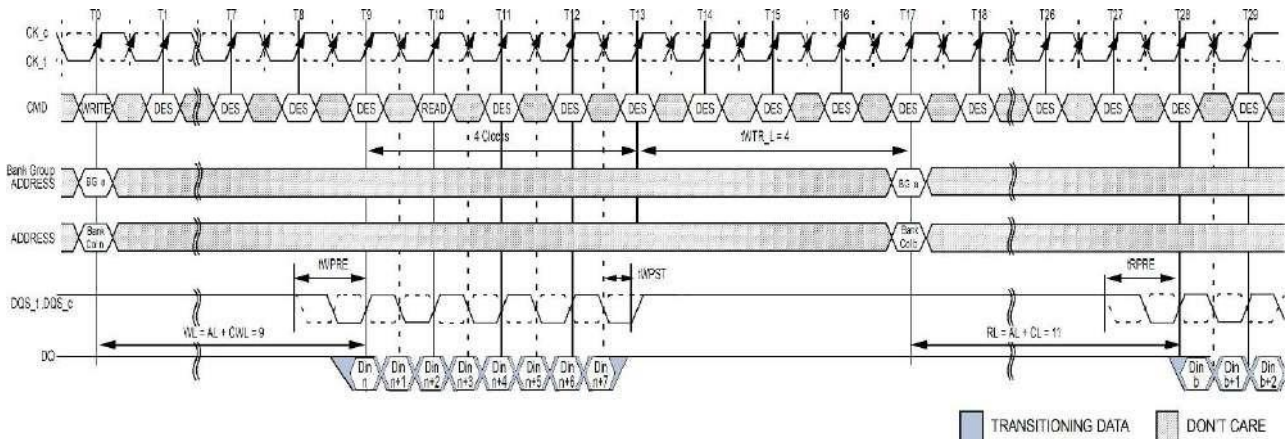 T0 T1 T7 T8 T9 T10 T11 T12 T13 T14 T15 T16 T17 T18 T26 T27 T28 T29
CK_c
CK_t
CMD WRITE DES DES DES DES READ DES DES DES DES DES DES DES DES DES DES DES DES
4 Clocks tWTR_L = 4
Bank Group
ADDRESS BG a BG a
ADDRESS Bank Col n Bank Col b
tWPRE tWPST tRPRE
DQS_t,DQS_c
WL = AL + CWL = 9 RL = AL + CL = 11
DQ Din n Din n+1 Din n+2 Din n+3 Din n+4 Din n+5 Din n+6 Din n+7 Din b Din b+1 Din b+2
TRANSITIONING DATA DON'T CARE